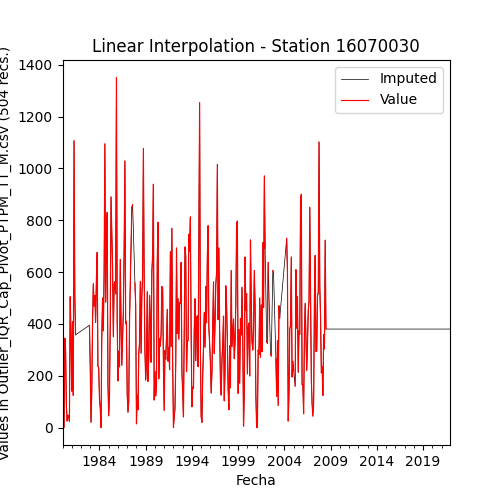 Linear Interpolation - Station 16070030
Values in Outlier_IQR_Cap_Pivot_PTPM_TT_M.csv (504 recs.)
1400
1200
1000
800
600
400
200
0
Imputed
Value
1984 1989 1994 1999 2004 2009 2014 2019
Fecha